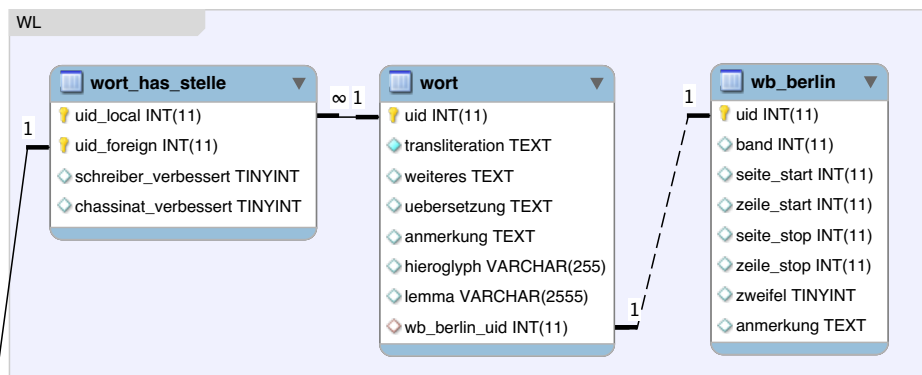 WL
wort_has_stelle
uid_local INT(11)
uid_foreign INT(11)
schreiber_verbessert TINYINT
chassinat_verbessert TINYINT
1
∞ 1
wort
uid INT(11)
transliteration TEXT
weiteres TEXT
uebersetzung TEXT
anmerkung TEXT
hieroglyph VARCHAR(255)
lemma VARCHAR(2555)
wb_berlin_uid INT(11)
1
1
wb_berlin
uid INT(11)
band INT(11)
seite_start INT(11)
zeile_start INT(11)
seite_stop INT(11)
zeile_stop INT(11)
zweifel TINYINT
anmerkung TEXT